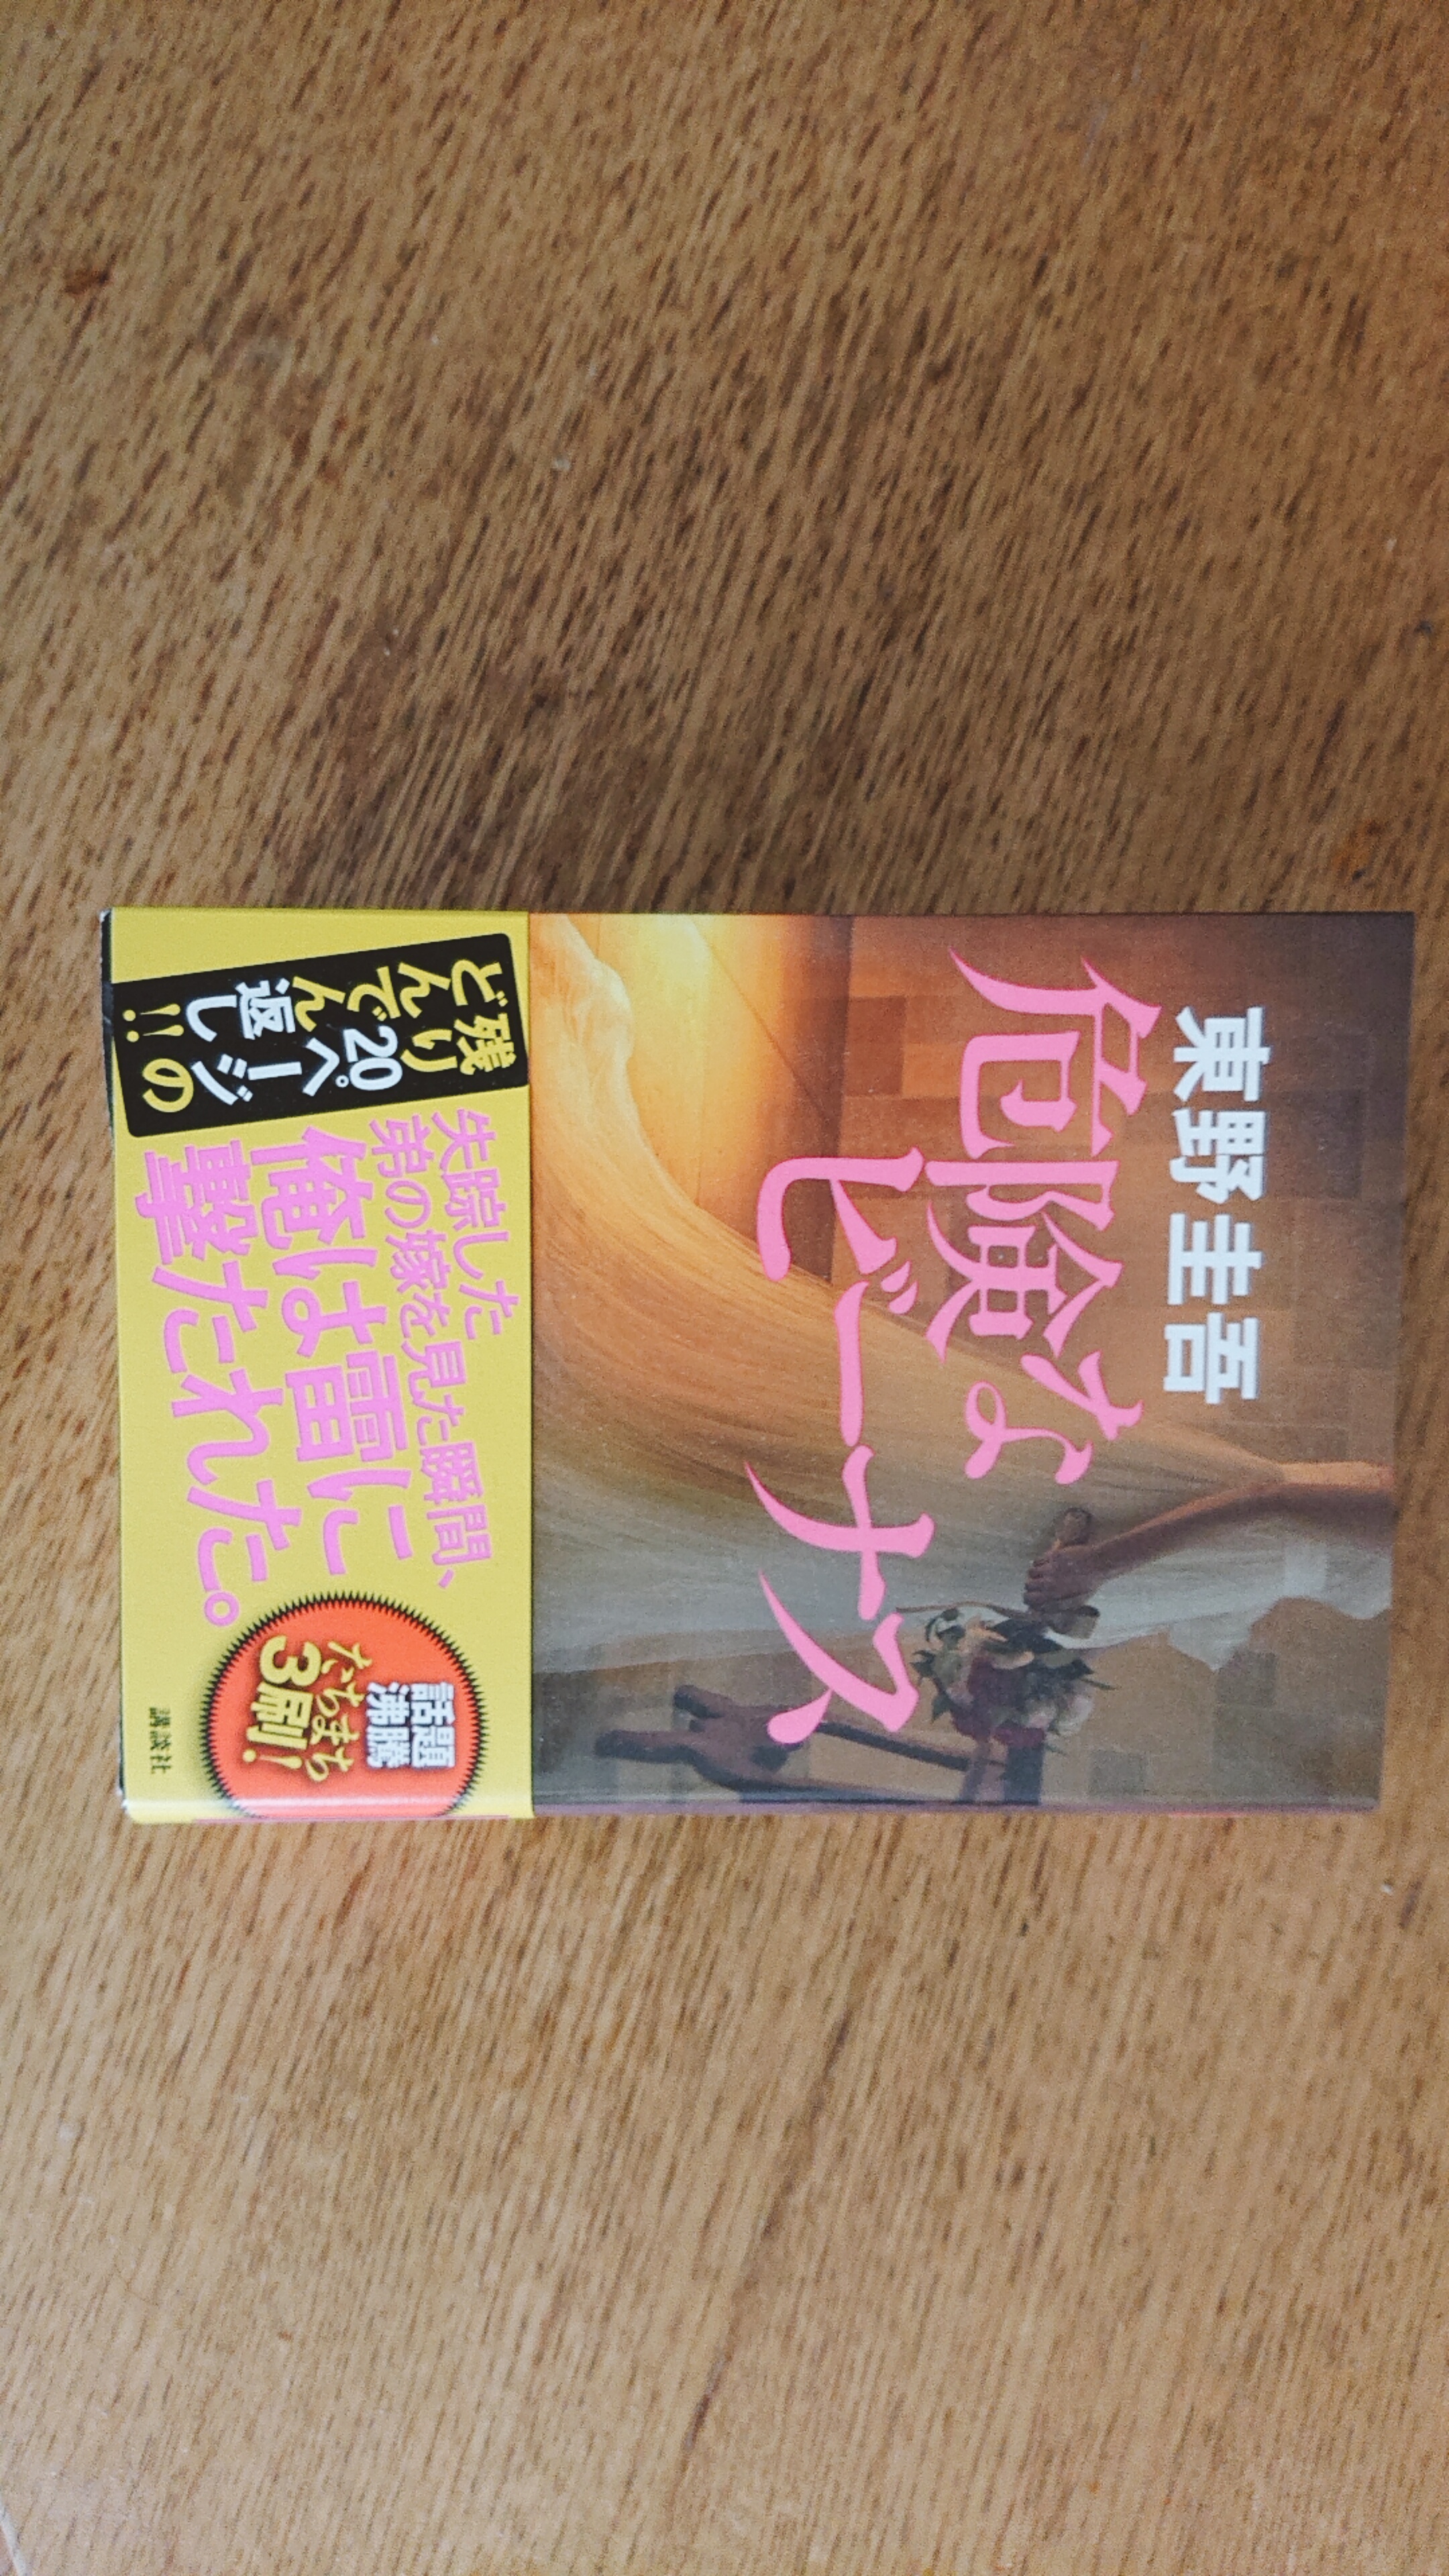 東野圭吾
危険な
ビーナス
残り20ページの
どんでん返し!!
失踪した
弟の嫁を見た瞬間、
俺は雷に
撃たれた。
話題
沸騰
たちまち
3刷!
講談社